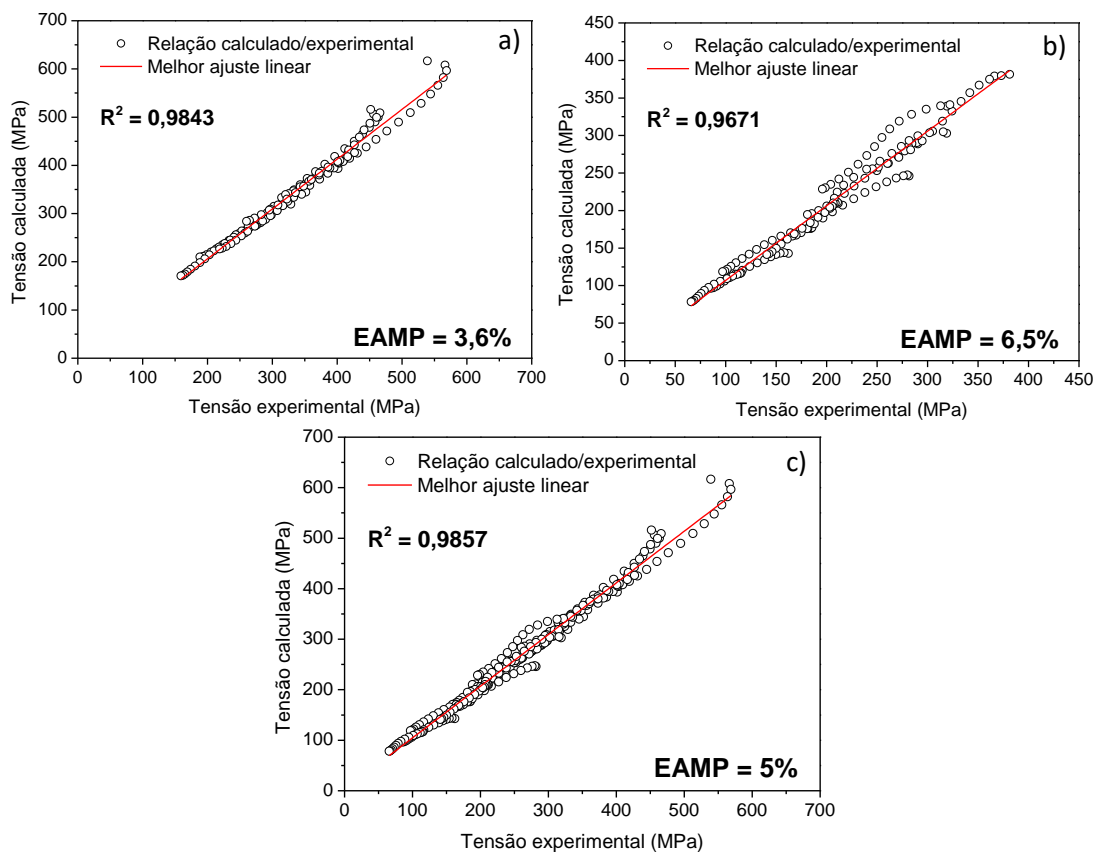 a)
Relação calculado/experimental
Melhor ajuste linear
R² = 0,9843
EAMP = 3,6%
Tensão calculada (MPa)
700
600
500
400
300
200
100
0
0 100 200 300 400 500 600 700
Tensão experimental (MPa)
b)
Relação calculado/experimental
Melhor ajuste linear
R² = 0,9671
EAMP = 6,5%
Tensão calculada (MPa)
450
400
350
300
250
200
150
100
50
0
0 50 100 150 200 250 300 350 400 450
Tensão experimental (MPa)
c)
Relação calculado/experimental
Melhor ajuste linear
R² = 0,9857
EAMP = 5%
Tensão calculada (MPa)
700
600
500
400
300
200
100
0
0 100 200 300 400 500 600 700
Tensão experimental (MPa)